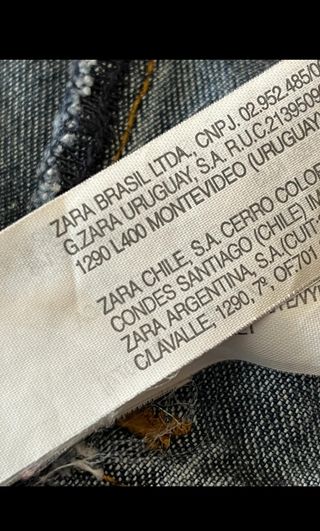 ZARA BRASIL LTDA., CNPJ. 02.952.485/0
G.ZARA URUGUAY, S.A. R.U.C.2139509
1290 L400 MONTEVIDEO (URUGUAY
ZARA CHILE, S.A. CERRO COLOR
CONDES SANTIAGO (CHILE) IM
ZARA ARGENTINA, S.A.(CUIT:
C/LAVALLE, 1290, 7º, OF.701